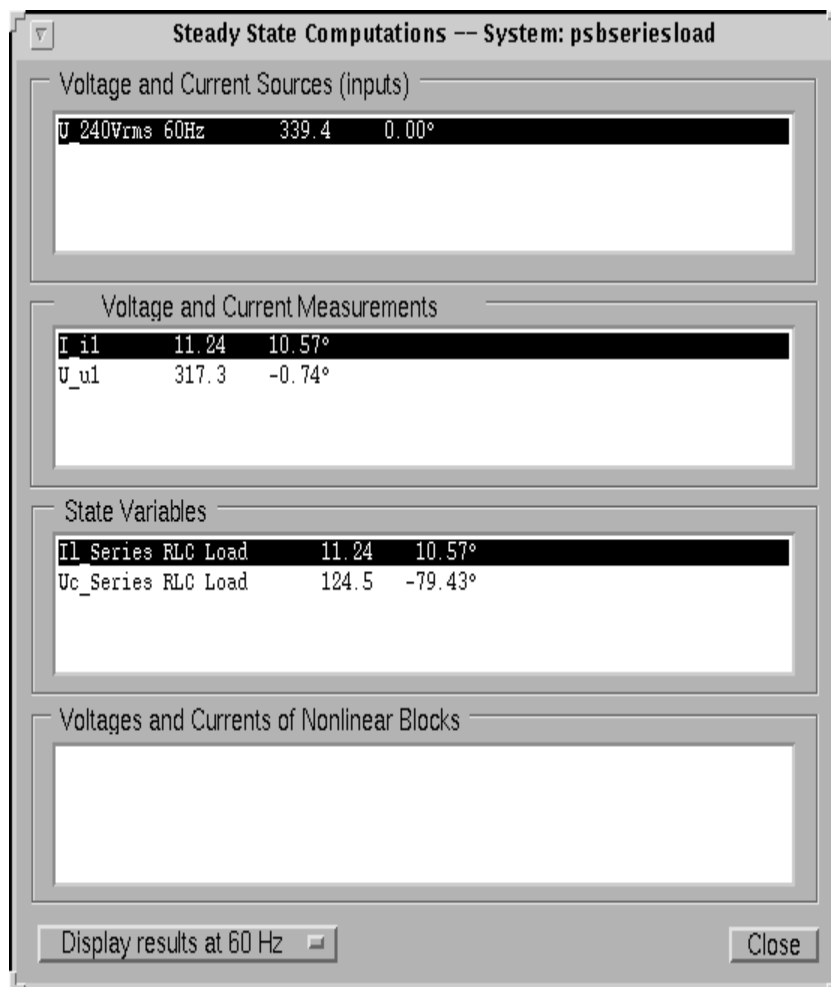 Steady State Computations -- System: psbseriesload
Voltage and Current Sources (inputs)
U_240Vrms 60Hz 339.4 0.00°
Voltage and Current Measurements
I_i1 11.24 10.57°
U_u1 317.3 -0.74°
State Variables
Il_Series RLC Load 11.24 10.57°
Uc_Series RLC Load 124.5 -79.43°
Voltages and Currents of Nonlinear Blocks
Display results at 60 Hz
Close